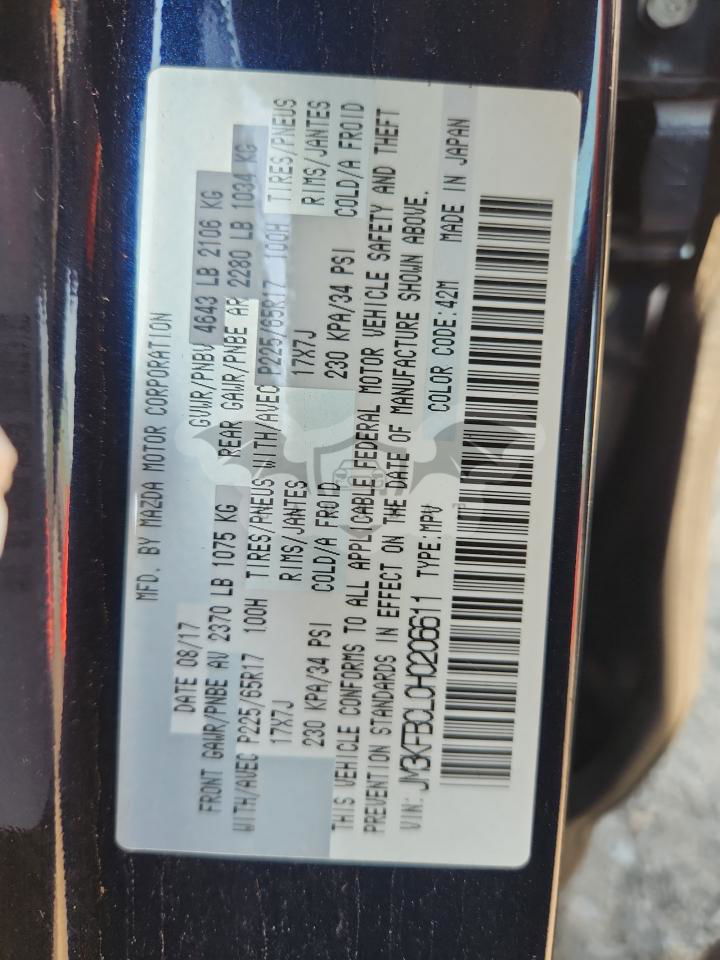 MFD. BY MAZDA MOTOR CORPORATION
DATE 08/17 GVWR/PNBV 4643 LB 2106 KG
FRONT GAWR/PNBE AV 2370 LB 1075 KG REAR GAWR/PNBE AR 2280 LB 1034 KG
WITH/AVEC P225/65R17 100H TIRES/PNEUS WITH/AVEC P225/65R17 100H TIRES/PNEUS
17X7J RIMS/JANTES 17X7J RIMS/JANTES
230 KPA/34 PSI COLD/A FROID 230 KPA/34 PSI COLD/A FROID
THIS VEHICLE CONFORMS TO ALL APPLICABLE FEDERAL MOTOR VEHICLE SAFETY AND THEFT
PREVENTION STANDARDS IN EFFECT ON THE DATE OF MANUFACTURE SHOWN ABOVE.
VIN: JM3KFBCL0H0206611 TYPE:MPV COLOR CODE:42M MADE IN JAPAN